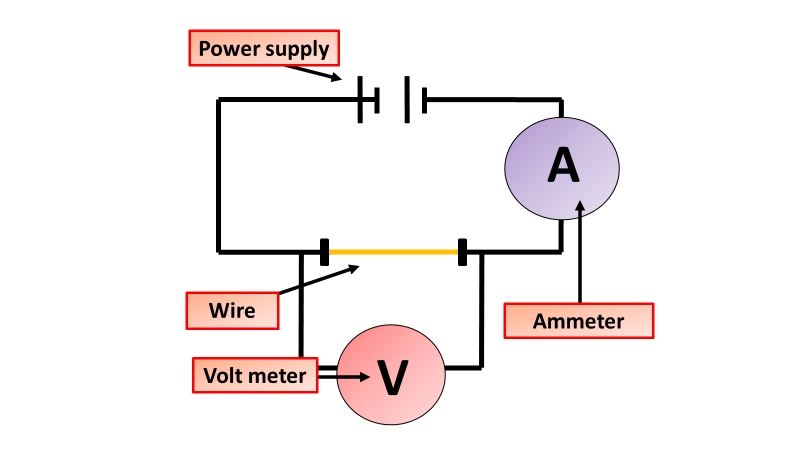 Power supply
A
Wire
Ammeter
Volt meter
V